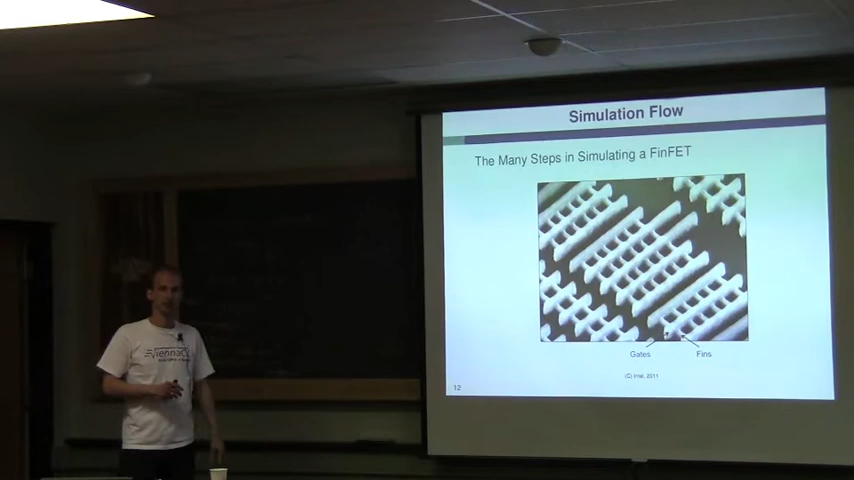 Simulation Flow
The Many Steps in Simulating a FinFET
Gates
Fins
(C) Intel, 2011
12